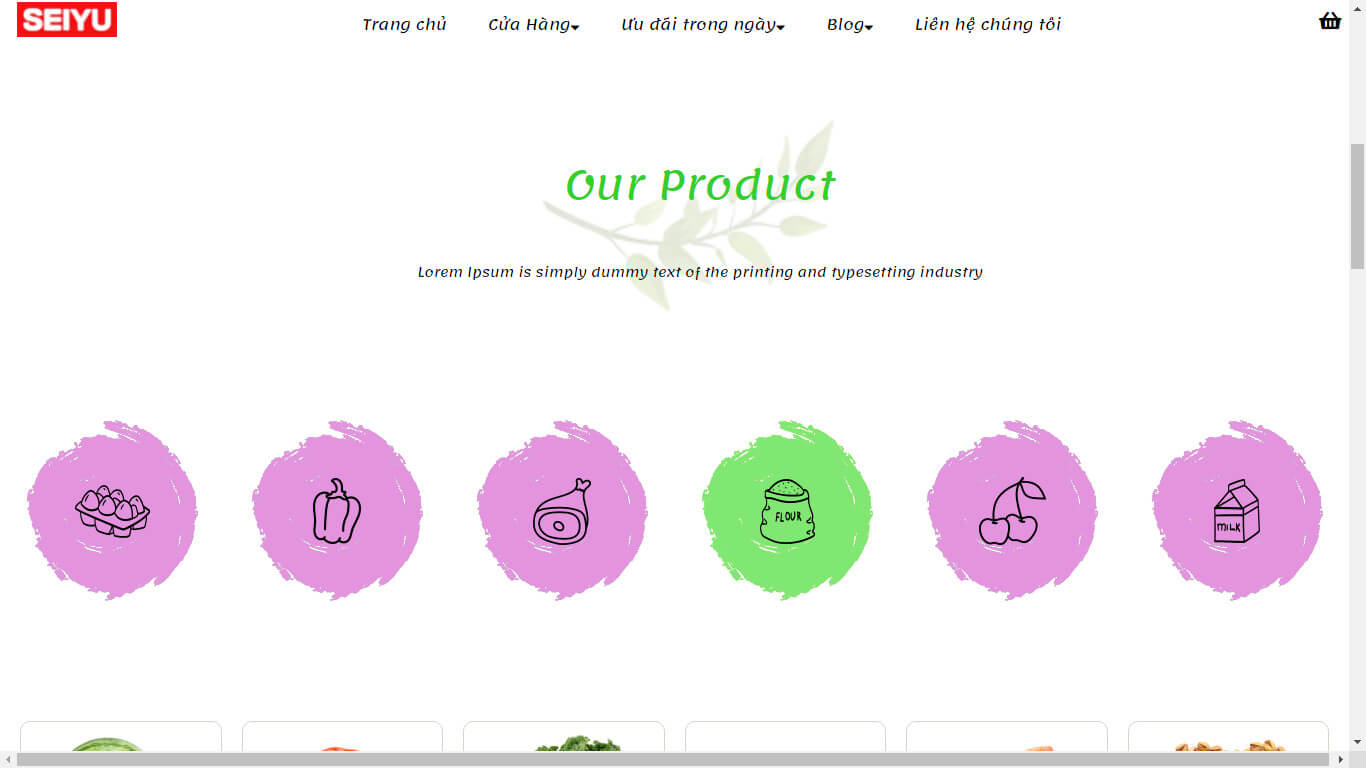 SEIYU
Trang chủ Cửa Hàng Ưu đãi trong ngày Blog Liên hệ chúng tôi
Our Product
Lorem Ipsum is simply dummy text of the printing and typesetting industry
FLOUR
MILK